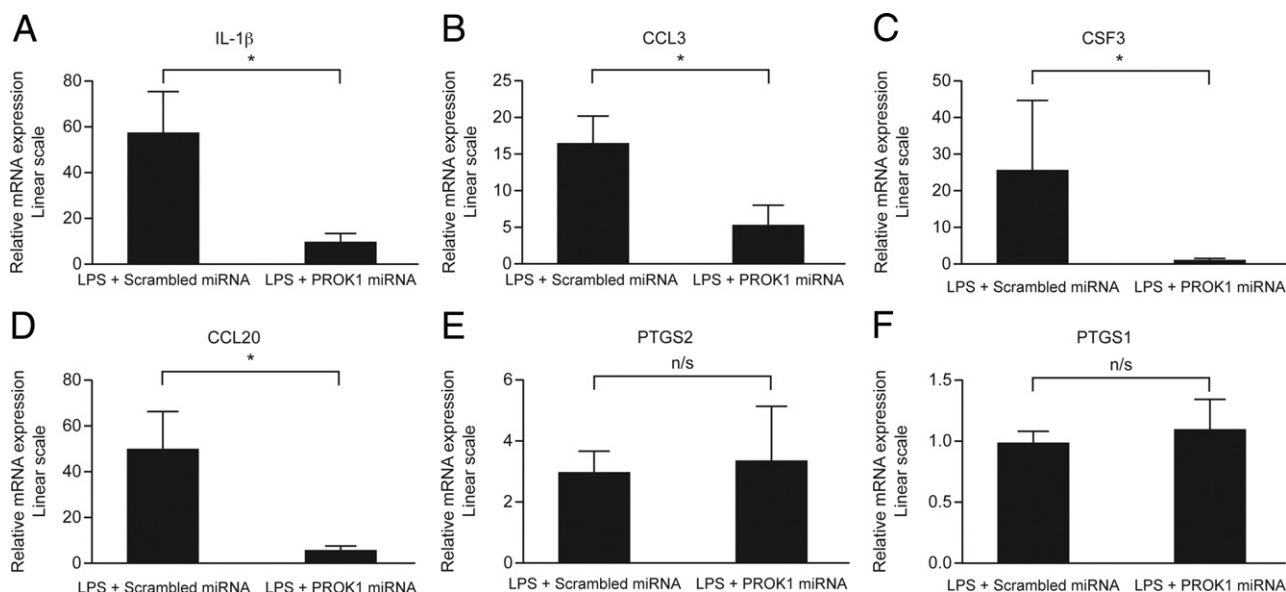 A
IL-1β
*
Relative mRNA expression
Linear scale
80
60
40
20
0
LPS + Scrambled miRNA
LPS + PROK1 miRNA
B
CCL3
*
Relative mRNA expression
Linear scale
25
20
15
10
5
0
LPS + Scrambled miRNA
LPS + PROK1 miRNA
C
CSF3
*
Relative mRNA expression
Linear scale
50
40
30
20
10
0
LPS + Scrambled miRNA
LPS + PROK1 miRNA
D
CCL20
*
Relative mRNA expression
Linear scale
80
60
40
20
0
LPS + Scrambled miRNA
LPS + PROK1 miRNA
E
PTGS2
n/s
Relative mRNA expression
Linear scale
6
4
2
0
LPS + Scrambled miRNA
LPS + PROK1 miRNA
F
PTGS1
n/s
Relative mRNA expression
Linear scale
1.5
1.0
0.5
0.0
LPS + Scrambled miRNA
LPS + PROK1 miRNA